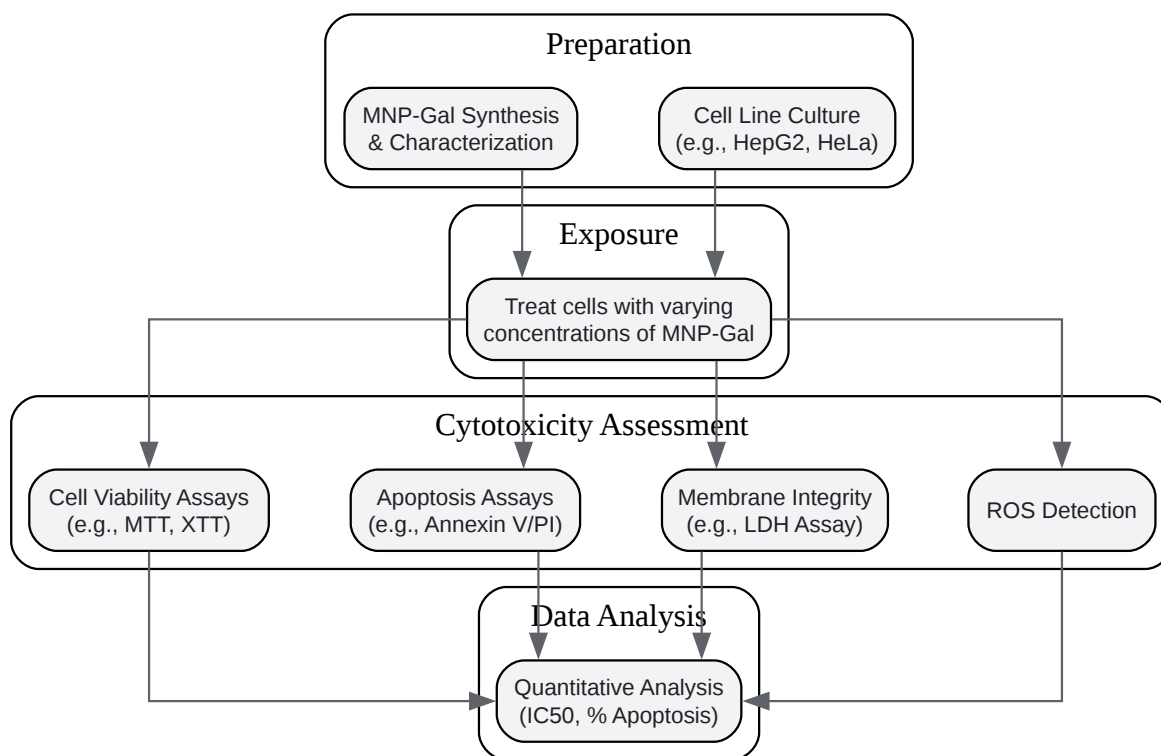 Preparation
MNP-Gal Synthesis
& Characterization
Cell Line Culture
(e.g., HepG2, HeLa)
Exposure
Treat cells with varying
concentrations of MNP-Gal
Cytotoxicity Assessment
Cell Viability Assays
(e.g., MTT, XTT)
Apoptosis Assays
(e.g., Annexin V/PI)
Membrane Integrity
(e.g., LDH Assay)
ROS Detection
Data Analysis
Quantitative Analysis
(IC50, % Apoptosis)